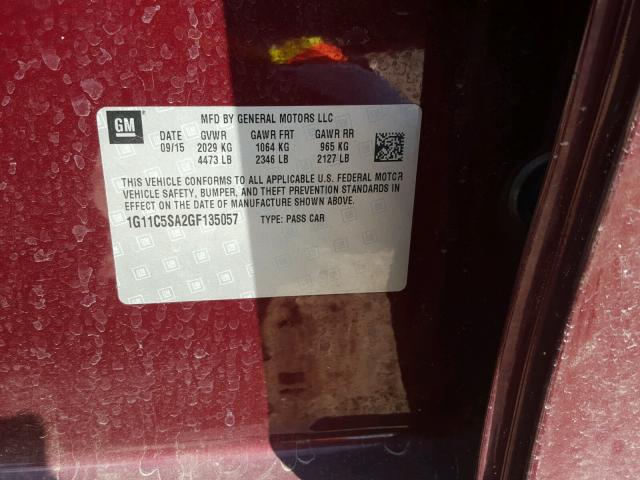 GM
MFD BY GENERAL MOTORS LLC
DATE GVWR GAWR FRT GAWR RR
09/15 2029 KG 1064 KG 965 KG
4473 LB 2346 LB 2127 LB
THIS VEHICLE CONFORMS TO ALL APPLICABLE U.S. FEDERAL MOTOR
VEHICLE SAFETY, BUMPER, AND THEFT PREVENTION STANDARDS IN
EFFECT ON THE DATE OF MANUFACTURE SHOWN ABOVE.
1G11C5SA2GF135057 TYPE: PASS CAR